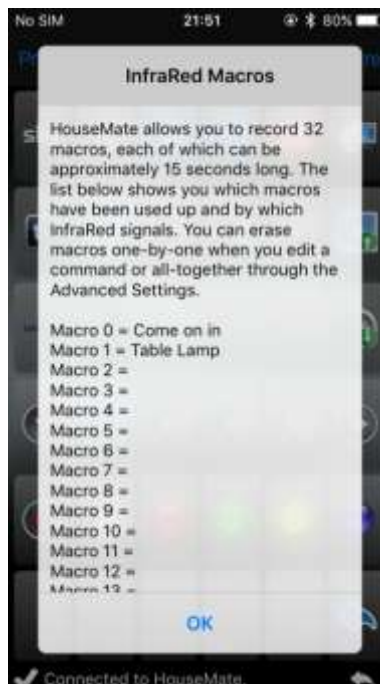 No SIM 21:51 80%
InfraRed Macros
HouseMate allows you to record 32
macros, each of which can be
approximately 15 seconds long. The
list below shows you which macros
have been used up and by which
InfraRed signals. You can erase
macros one-by-one when you edit a
command or all-together through the
Advanced Settings.
Macro 0 = Come on in
Macro 1 = Table Lamp
Macro 2 =
Macro 3 =
Macro 4 =
Macro 5 =
Macro 6 =
Macro 7 =
Macro 8 =
Macro 9 =
Macro 10 =
Macro 11 =
Macro 12 =
Macro 13 =
OK
Connected to HouseMate.